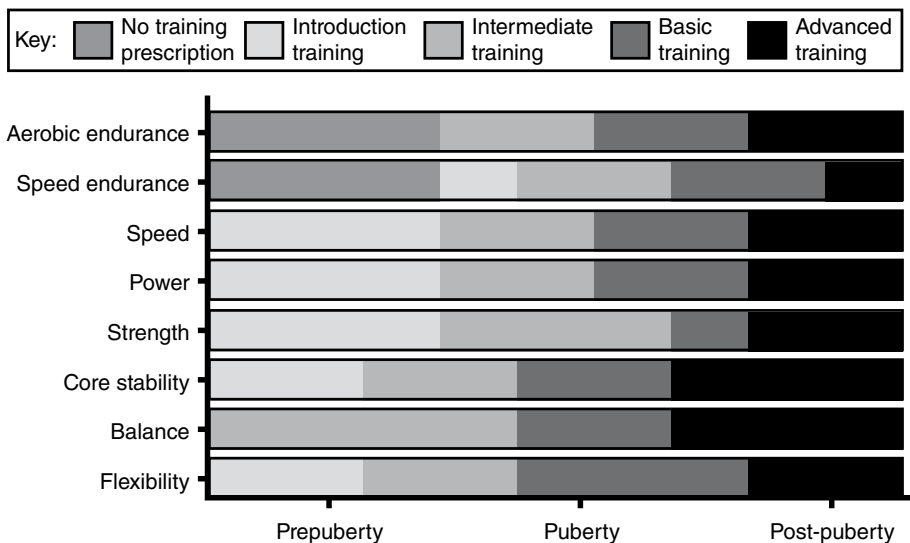 Key:
No training
prescription
Introduction
training
Intermediate
training
Basic
training
Advanced
training
Aerobic endurance
Speed endurance
Speed
Power
Strength
Core stability
Balance
Flexibility
Prepuberty
Puberty
Post-puberty